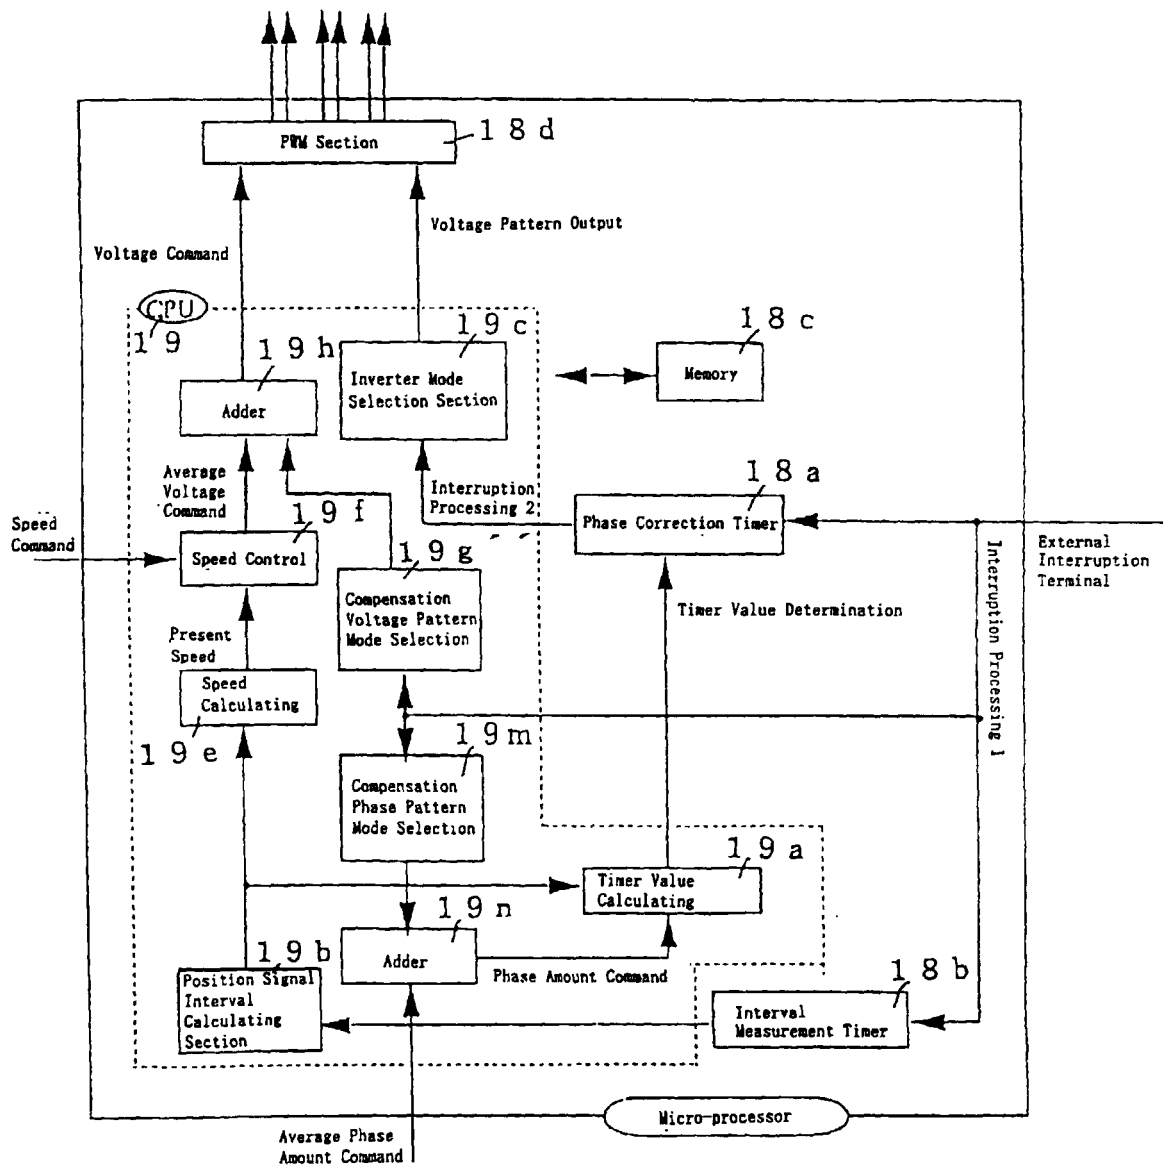 18d
PWM Section
Voltage Pattern Output
Voltage Command
CPU
19
19c
18c
19h
Inverter Mode
Selection Section
Memory
Adder
18a
Average
Voltage
Command
Interruption
Processing 2
Phase Correction Timer
19f
Speed
Command
Speed Control
External
Interruption
Terminal
Interruption Processing 1
19g
Compensation
Voltage Pattern
Mode Selection
Timer Value Determination
Present
Speed
Speed
Calculating
19e
19m
Compensation
Phase Pattern
Mode Selection
19a
Timer Value
Calculating
19n
Adder
Phase Amount Command
19b
Position Signal
Interval
Calculating
Section
18b
Interval
Measurement Timer
Micro-processor
Average Phase
Amount Command